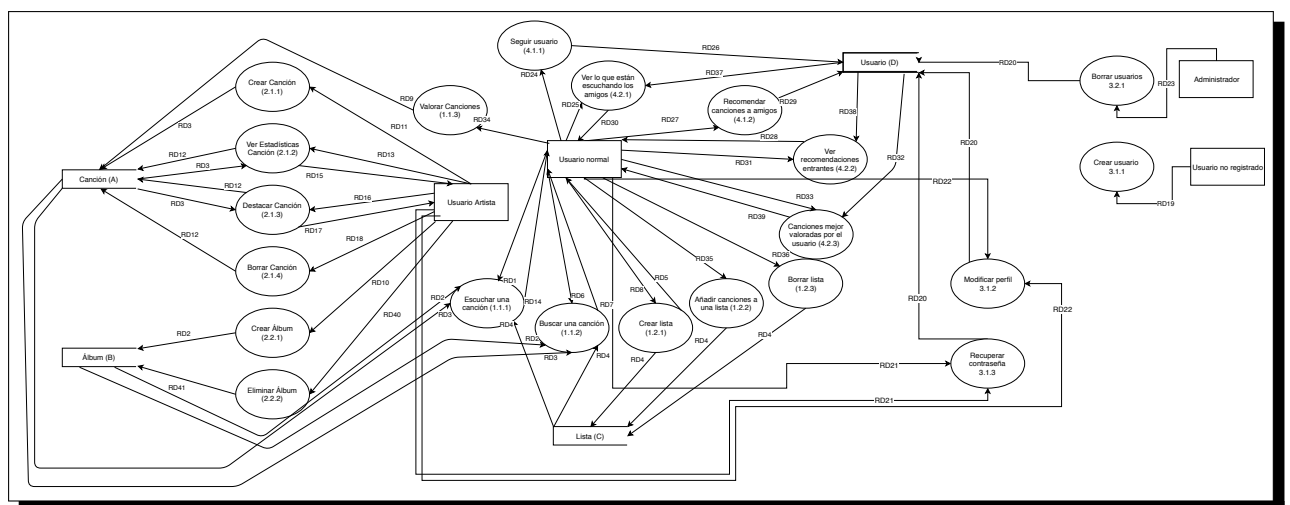 Seguir usuario
(4.1.1)
RD26
RD24
Ver lo que están
escuchando los
amigos (4.2.1)
RD37
Usuario (D)
RD20
Borrar usuarios
3.2.1
RD23
Administrador
Crear Canción
(2.1.1)
RD9
Valorar Canciones
(1.1.3)
RD34
RD25
RD30
Recomendar
canciones a amigos
(4.1.2)
RD29
RD27
RD28
RD38
RD3
RD11
RD32
Ver Estadísticas
Canción (2.1.2)
RD12
RD3
RD13
RD15
Usuario normal
RD31
Ver
recomendaciones
entrantes (4.2.2)
RD20
Crear usuario
3.1.1
Usuario no registrado
RD19
Canción (A)
RD12
RD3
Destacar Canción
(2.1.3)
RD16
RD17
Usuario Artista
RD22
RD33
RD39
Canciones mejor
valoradas por el
usuario (4.2.3)
RD12
RD18
Borrar Canción
(2.1.4)
RD36
RD35
Borrar lista
(1.2.3)
Modificar perfil
3.1.2
RD10
RD1
RD5
RD2
RD3
RD14
RD6
RD8
RD7
RD20
RD22
Escuchar una
canción (1.1.1)
Añadir canciones a
una lista (1.2.2)
RD40
RD4
Crear Álbum
(2.2.1)
RD2
Buscar una canción
(1.1.2)
Crear lista
(1.2.1)
RD4
RD4
RD2
RD3
RD4
RD4
Álbum (B)
Recuperar
contraseña
3.1.3
RD21
RD41
Eliminar Álbum
(2.2.2)
RD21
Lista (C)